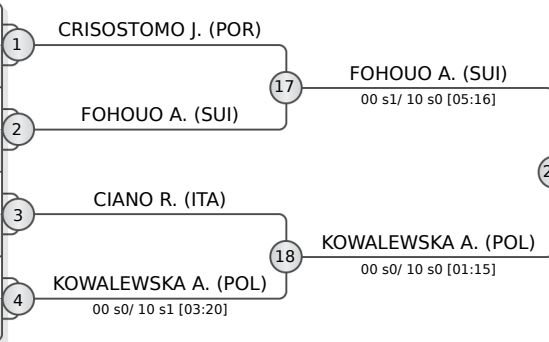 CRISOSTOMO J. (POR)
1
17
FOHOUO A. (SUI)
00 s1/ 10 s0 [05:16]
FOHOUO A. (SUI)
2
CIANO R. (ITA)
3
18
KOWALEWSKA A. (POL)
00 s0/ 10 s0 [01:15]
KOWALEWSKA A. (POL)
4
00 s0/ 10 s1 [03:20]